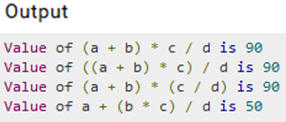 Output
Value of (a + b) * c / d is 90
Value of ((a + b) * c) / d is 90
Value of (a + b) * (c / d) is 90
Value of a + (b * c) / d is 50